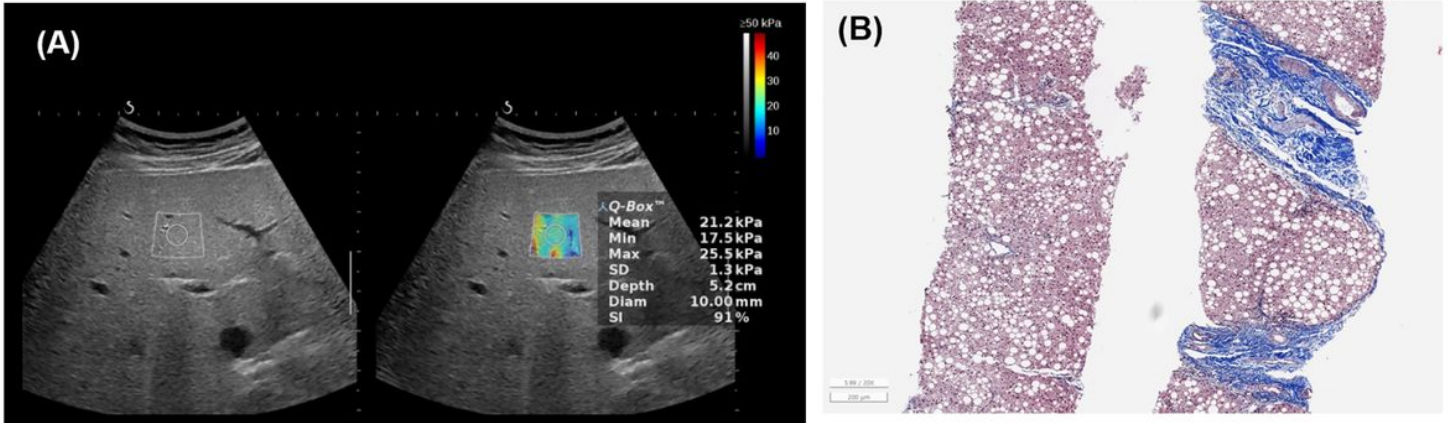 (A)
≥50 kPa
40
30
20
10
Q-Box™
Mean 21.2 kPa
Min 17.5 kPa
Max 25.5 kPa
SD 1.3 kPa
Depth 5.2 cm
Diam 10.00 mm
SI 91 %
(B)
200 µm